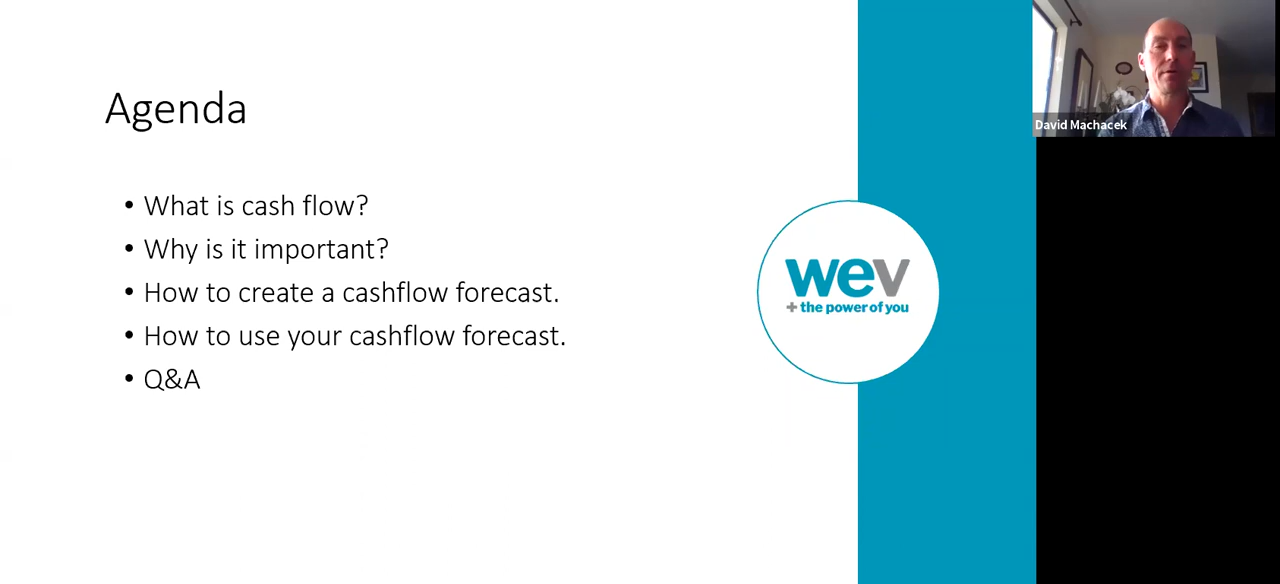 Agenda
• What is cash flow?
• Why is it important?
• How to create a cashflow forecast.
• How to use your cashflow forecast.
• Q&A
wev
+ the power of you
David Machacek